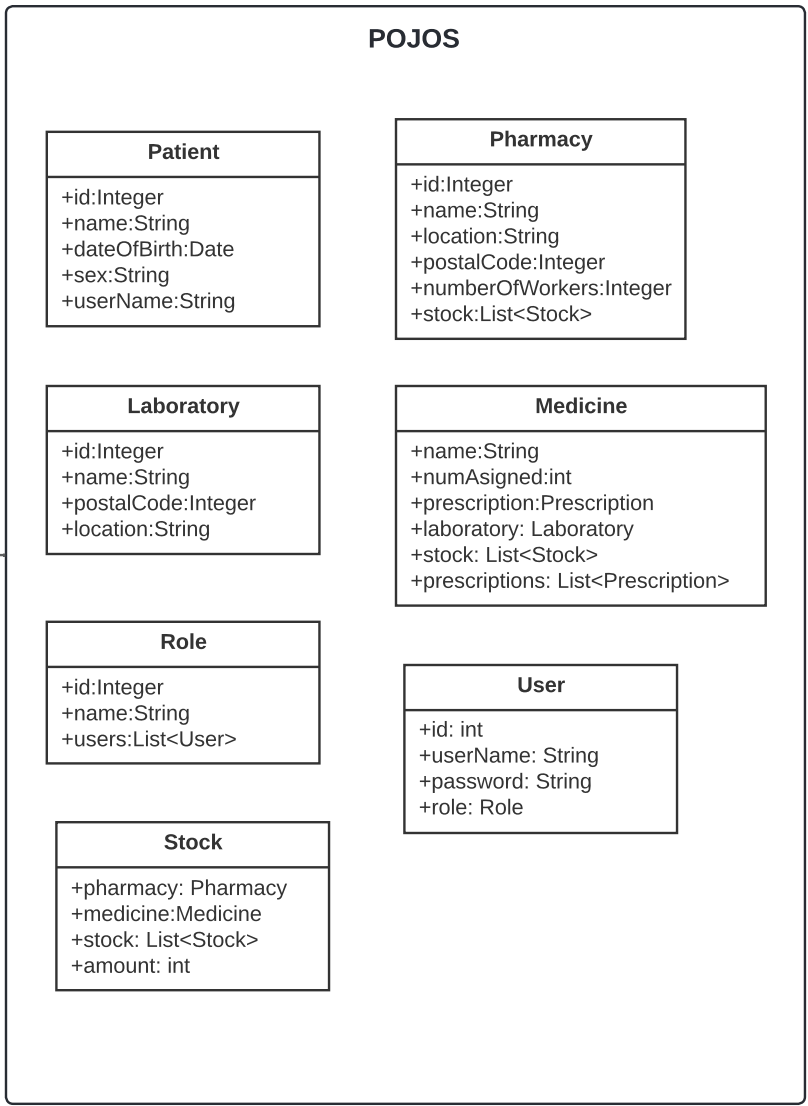 POJOS
Patient
+id:Integer
+name:String
+dateOfBirth:Date
+sex:String
+userName:String
Pharmacy
+id:Integer
+name:String
+location:String
+postalCode:Integer
+numberOfWorkers:Integer
+stock:List<Stock>
Laboratory
+id:Integer
+name:String
+postalCode:Integer
+location:String
Medicine
+name:String
+numAsigned:int
+prescription:Prescription
+laboratory: Laboratory
+stock: List<Stock>
+prescriptions: List<Prescription>
Role
+id:Integer
+name:String
+users:List<User>
User
+id: int
+userName: String
+password: String
+role: Role
Stock
+pharmacy: Pharmacy
+medicine:Medicine
+stock: List<Stock>
+amount: int